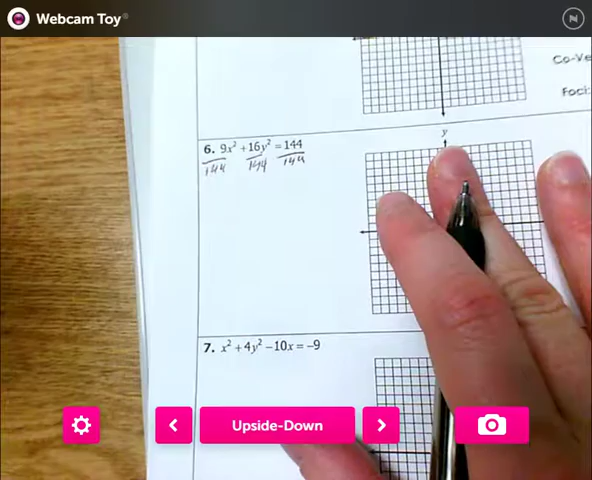 Webcam Toy®
Co-Ve
Foci:
y
6. 9x² + 16y² = 144
144 144 144
7. x² + 4y² − 10x = −9
Upside-Down